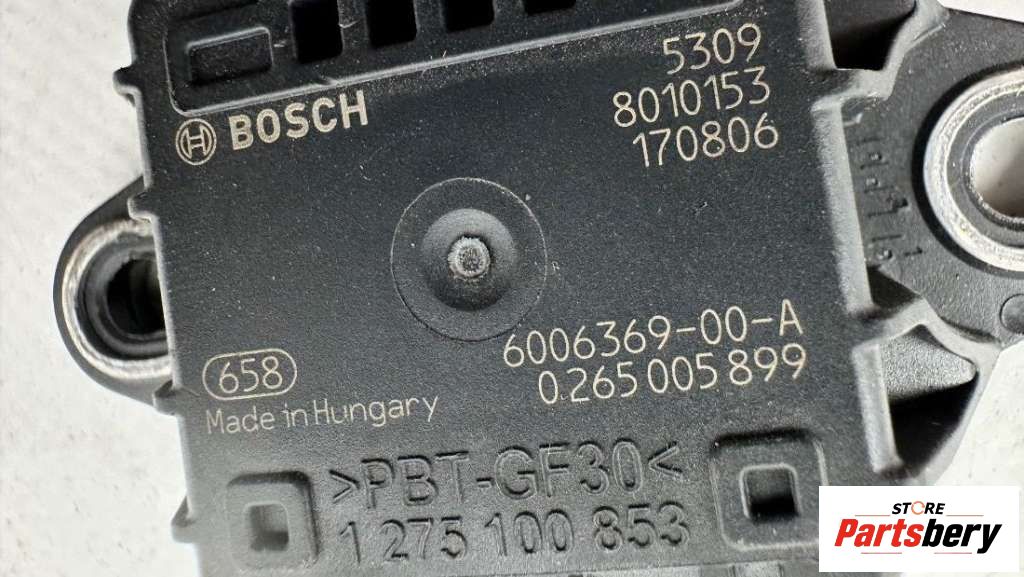 BOSCH
5309
8010153
170806
6006369-00-A
0 265 005 899
658
Made in Hungary
>PBT-GF30<
1 275 100 853
STORE
Partsbery